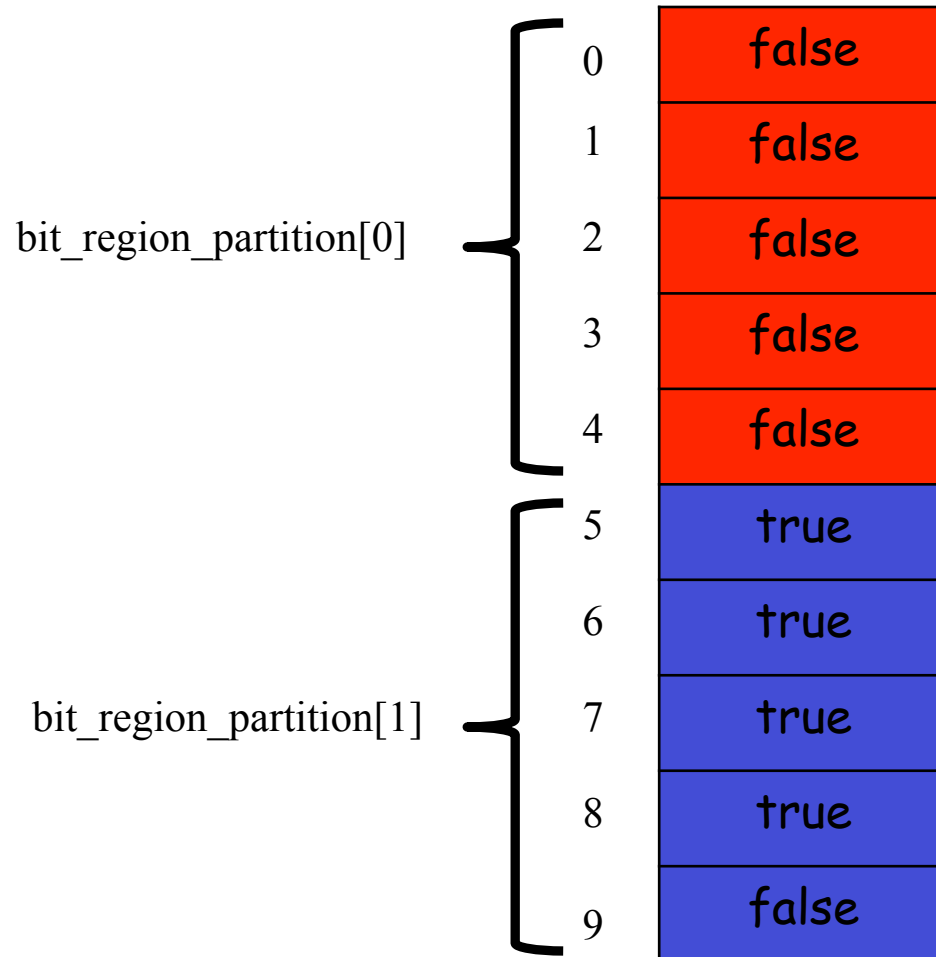 0 false
1 false
bit_region_partition[0] 2 false
3 false
4 false
5 true
6 true
bit_region_partition[1] 7 true
8 true
9 false